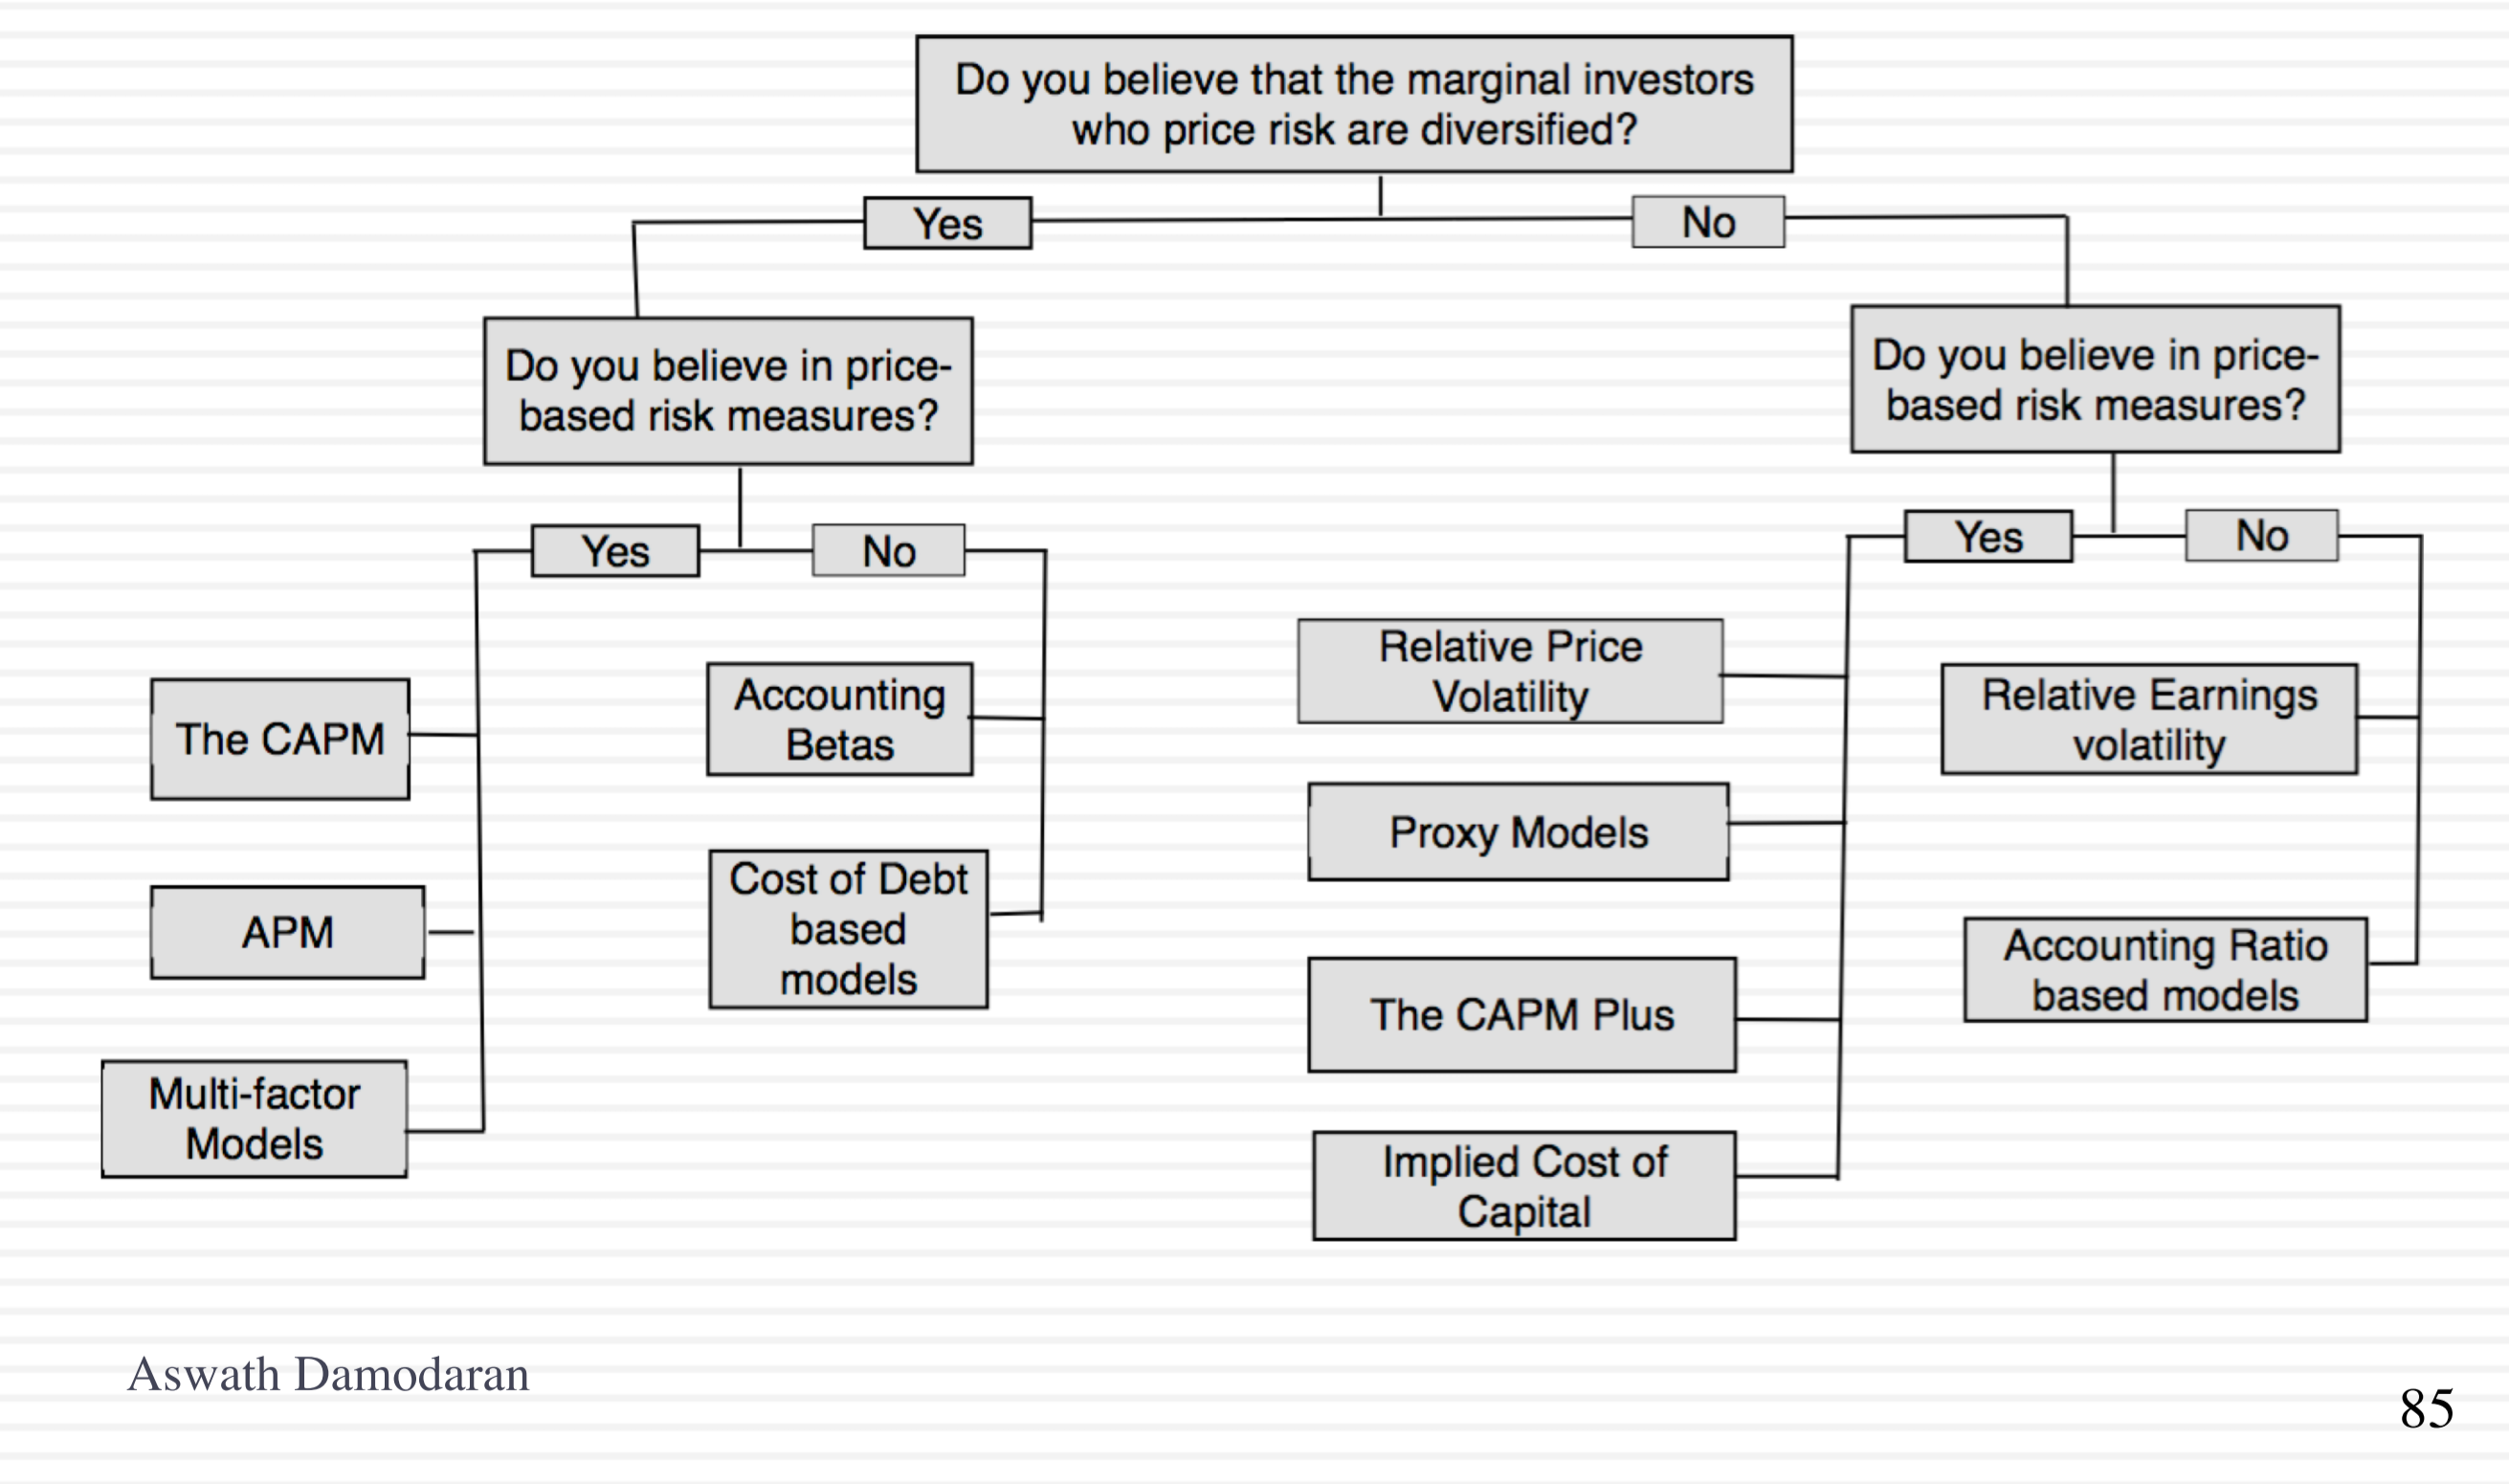 Do you believe that the marginal investors
who price risk are diversified?
Yes
No
Do you believe in price-
based risk measures?
Do you believe in price-
based risk measures?
Yes
No
Yes
No
The CAPM
APM
Multi-factor
Models
Accounting
Betas
Cost of Debt
based
models
Relative Price
Volatility
Proxy Models
The CAPM Plus
Implied Cost of
Capital
Relative Earnings
volatility
Accounting Ratio
based models
Aswath Damodaran
85